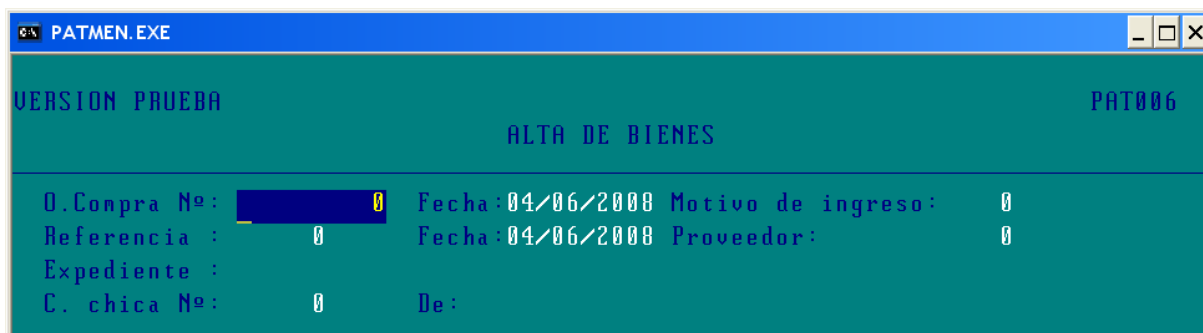 PATMEN.EXE
VERSION PRUEBA PAT006
ALTA DE BIENES
O.Compra Nº: 0 Fecha:04/06/2008 Motivo de ingreso: 0
Referencia : 0 Fecha:04/06/2008 Proveedor: 0
Expediente :
C. chica Nº: 0 De: